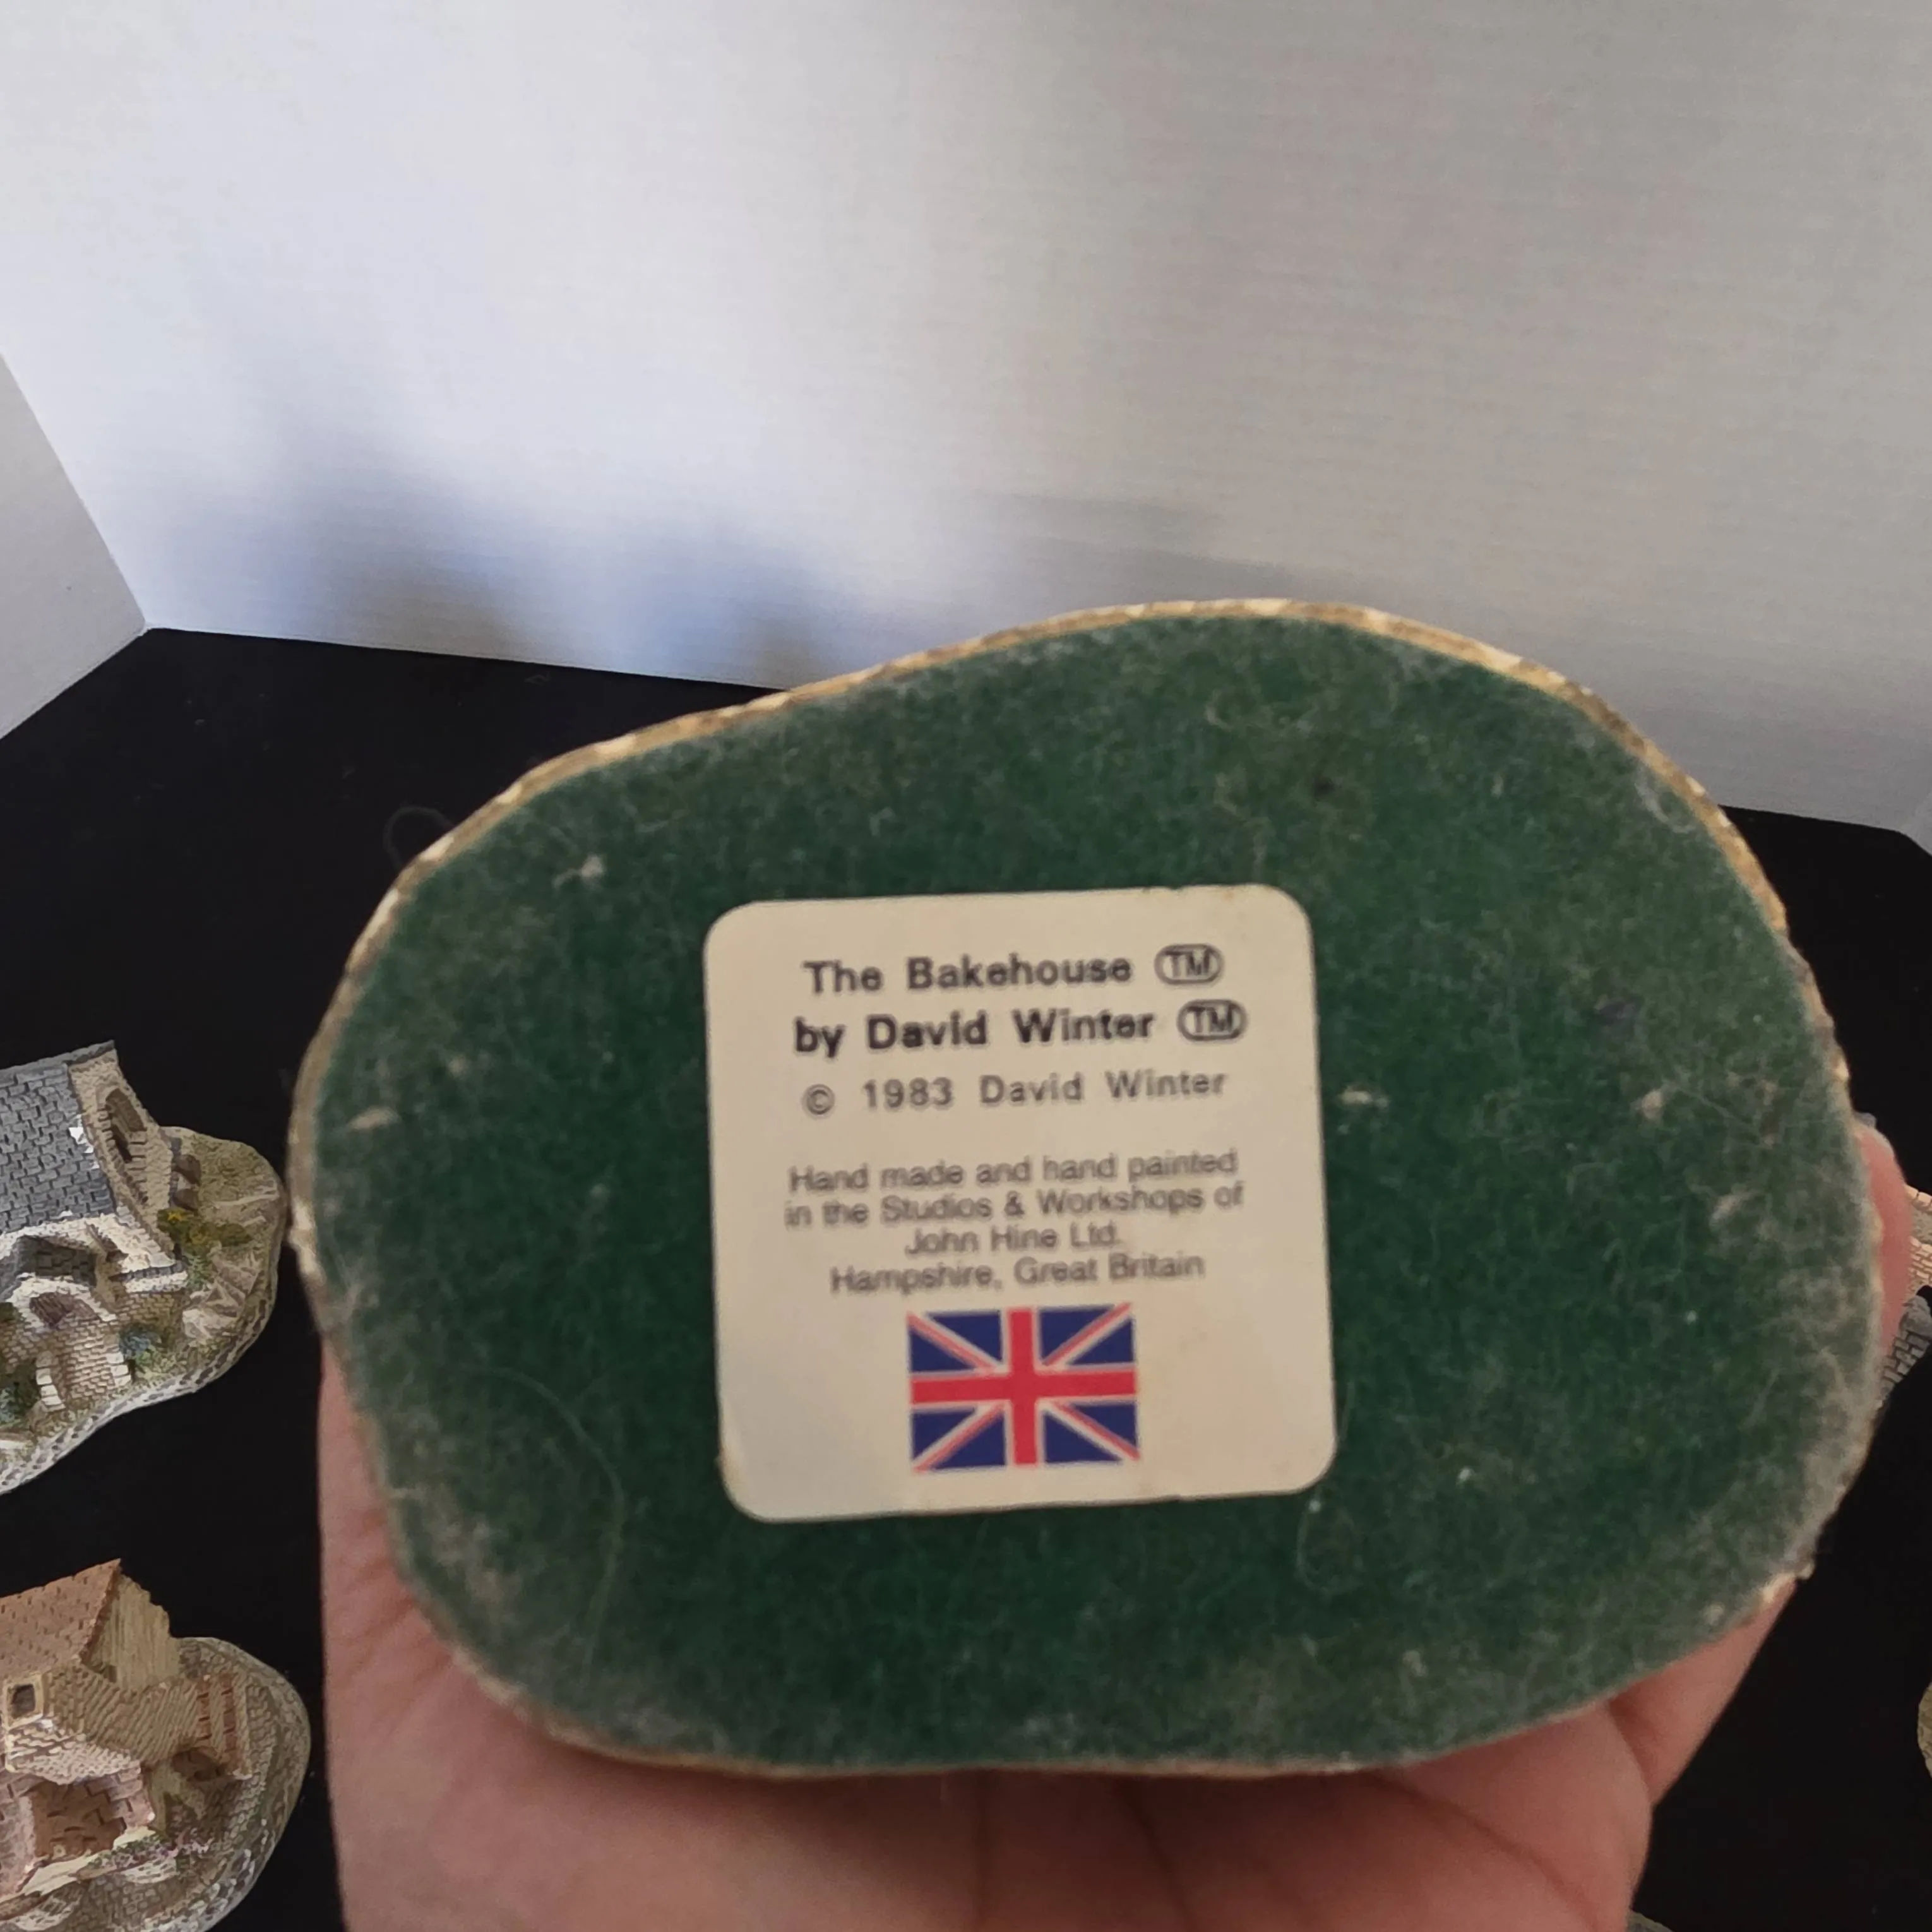 The Bakehouse TM
by David Winter TM
© 1983 David Winter
Hand made and hand painted
in the Studios & Workshops of
John Hine Ltd.
Hampshire, Great Britain